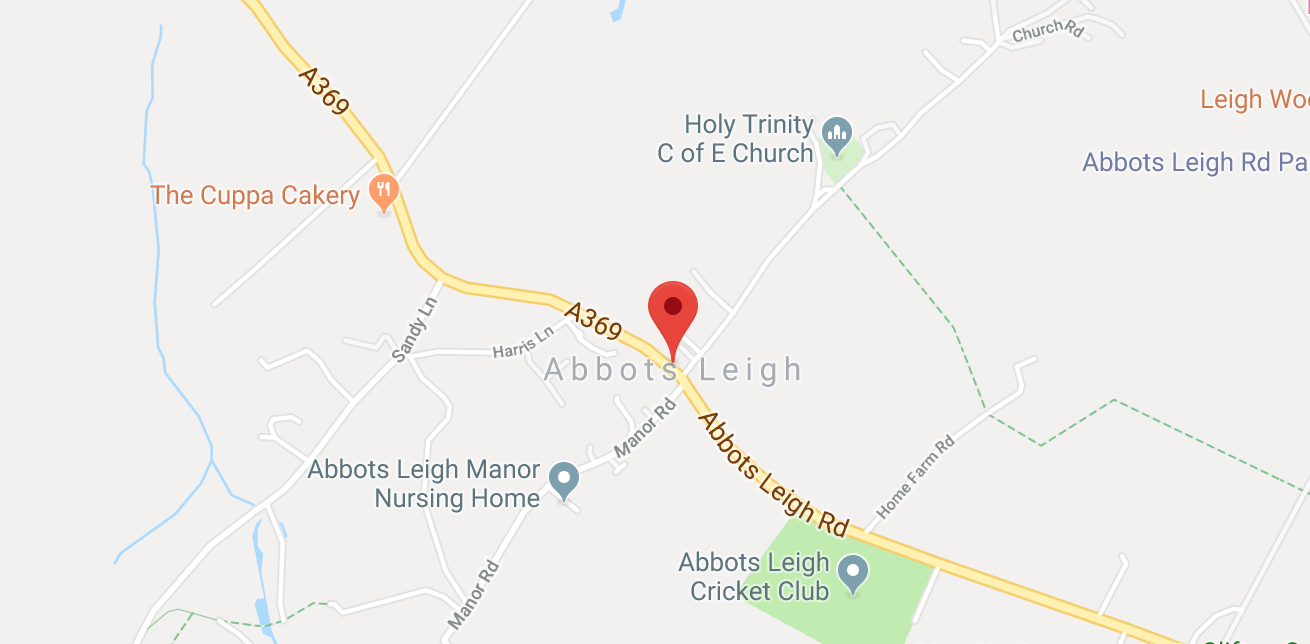 Church Rd
A369
Leigh Woo
Holy Trinity
C of E Church
Abbots Leigh Rd Pa
The Cuppa Cakery
Sandy Ln
A369
Harris Ln
Abbots Leigh
Manor Rd
Abbots Leigh Rd
Home Farm Rd
Abbots Leigh Manor
Nursing Home
Abbots Leigh
Cricket Club
Manor Rd